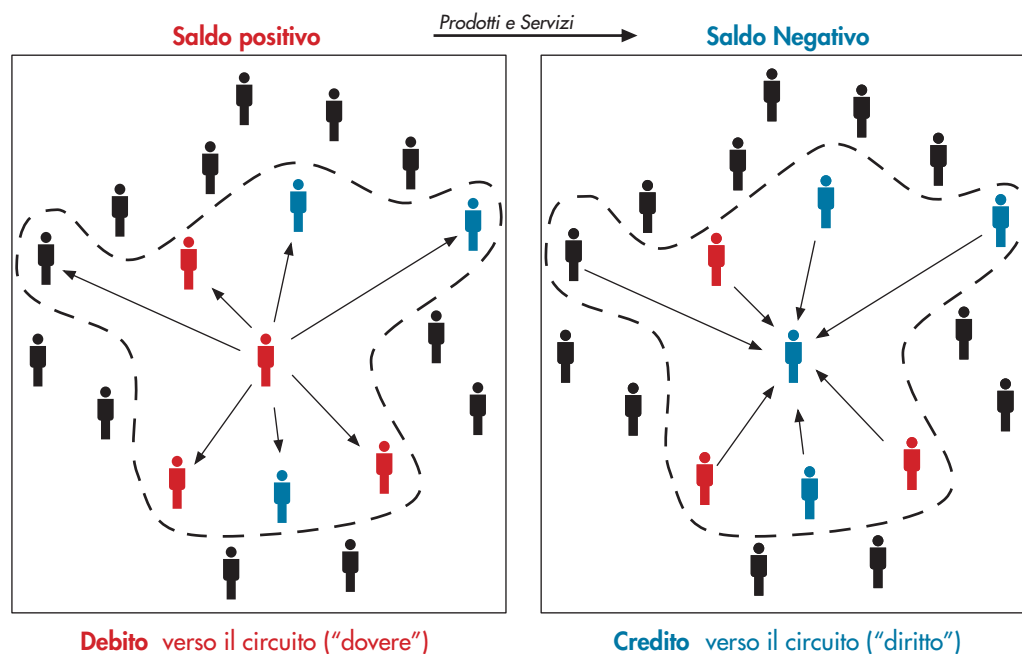 Prodotti e Servizi
Saldo positivo
Saldo Negativo
Debito verso il circuito (“dovere”)
Credito verso il circuito (“diritto”)